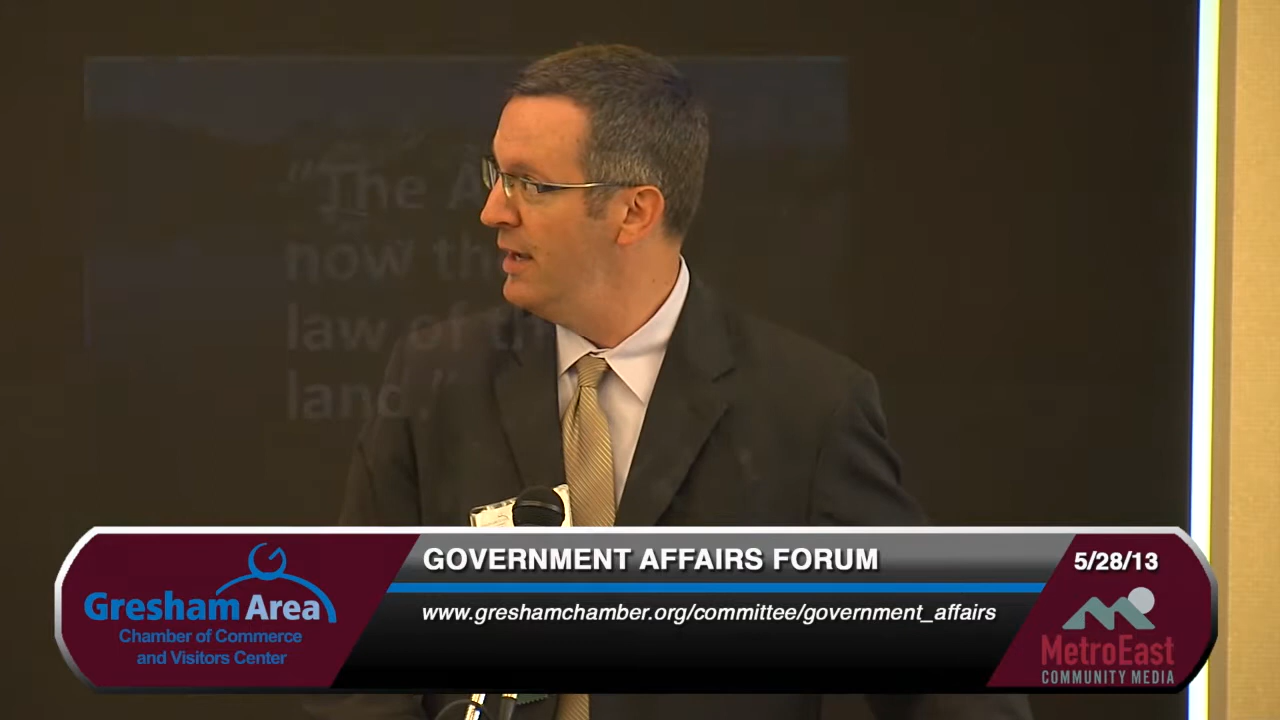 "The A
now th
law of th
land."
GOVERNMENT AFFAIRS FORUM
5/28/13
www.greshamchamber.org/committee/government_affairs
Gresham Area
Chamber of Commerce
and Visitors Center
MetroEast
COMMUNITY MEDIA